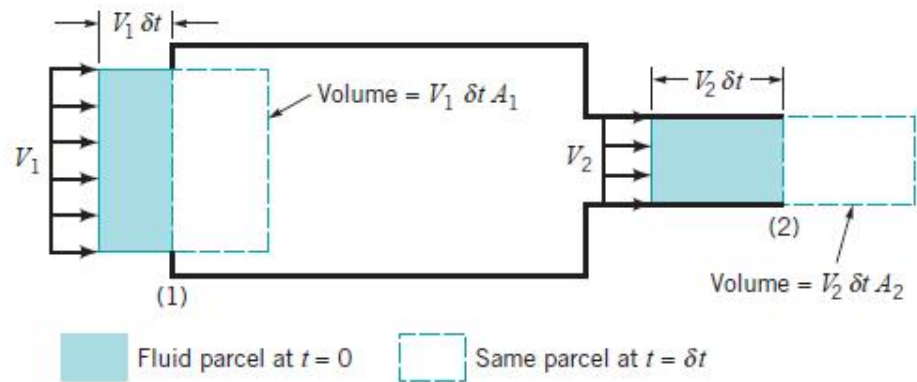 V₁ δt
Volume = V₁ δt A₁
V₂ δt
V₁
V₂
(2)
(1)
Volume = V₂ δt A₂
Fluid parcel at t = 0
Same parcel at t = δt